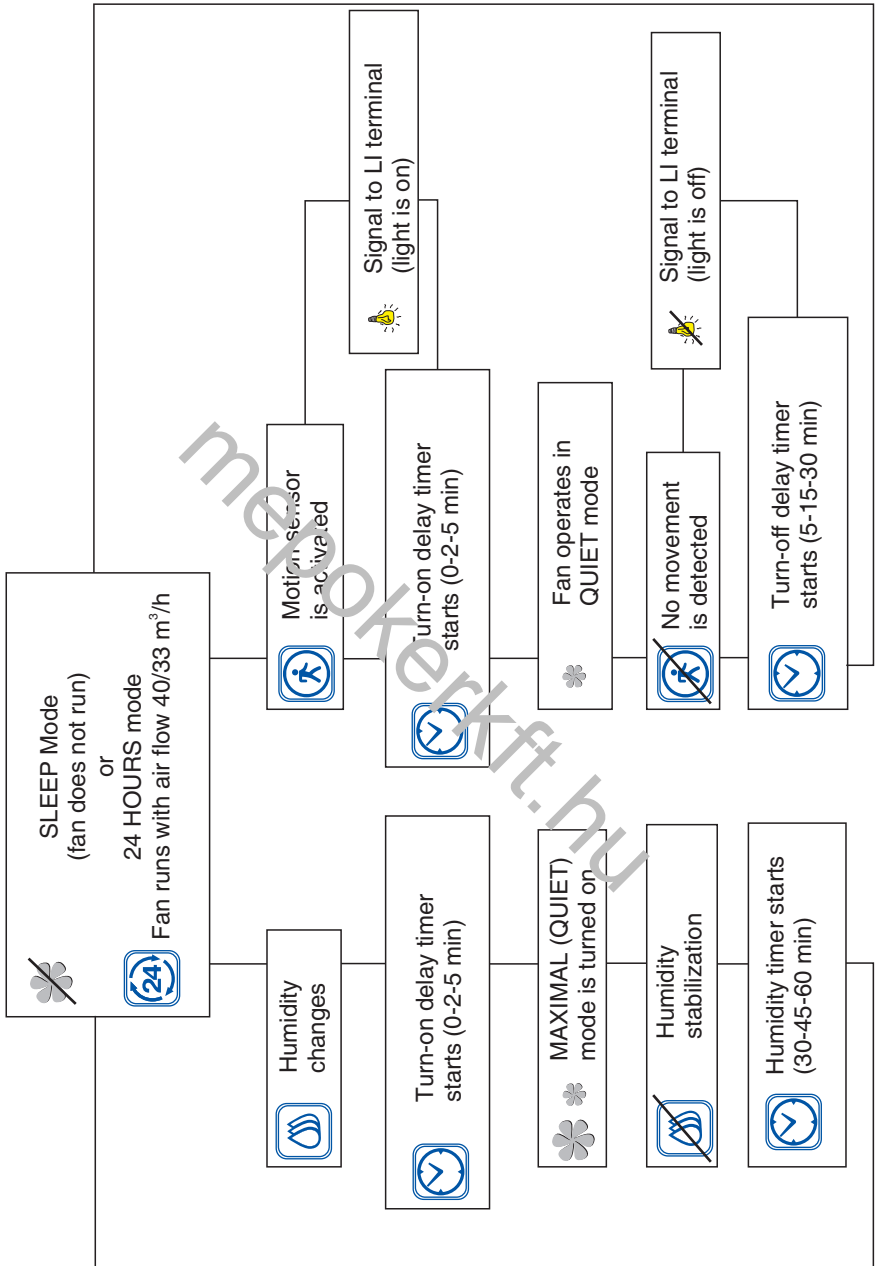 SLEEP Mode
(fan does not run)
or
24 HOURS mode
24
Fan runs with air flow 40/33 m³/h
Humidity
changes
Turn-on delay timer
starts (0-2-5 min)
MAXIMAL (QUIET)
mode is turned on
Humidity
stabilization
Humidity timer starts
(30-45-60 min)
Motion sensor
is activated
Signal to LI terminal
(light is on)
Turn-on delay timer
starts (0-2-5 min)
Fan operates in
QUIET mode
No movement
is detected
Signal to LI terminal
(light is off)
Turn-off delay timer
starts (5-15-30 min)
mepokerkft.hu